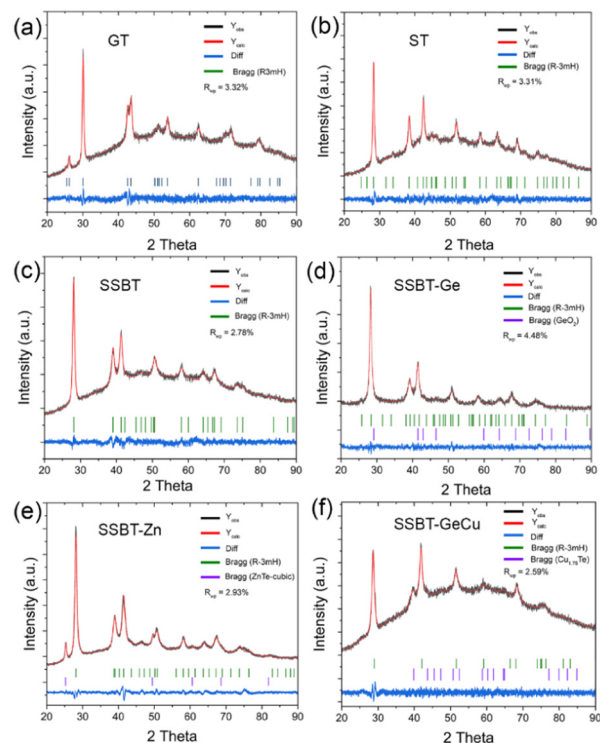 (a)
GT
Yobs
Ycalc
Diff
Bragg (R3mH)
Rwp = 3.32%
Intensity (a.u.)
20 30 40 50 60 70 80 90
2 Theta
(b)
ST
Yobs
Ycalc
Diff
Bragg (R-3mH)
Rwp = 3.31%
Intensity (a.u.)
20 30 40 50 60 70 80 90
2 Theta
(c)
SSBT
Yobs
Ycalc
Diff
Bragg (R-3mH)
Rwp = 2.78%
Intensity (a.u.)
20 30 40 50 60 70 80 90
2 Theta
(d)
SSBT-Ge
Yobs
Ycalc
Diff
Bragg (R-3mH)
Bragg (GeO2)
Rwp = 4.48%
Intensity (a.u.)
20 30 40 50 60 70 80 90
2 Theta
(e)
SSBT-Zn
Yobs
Ycalc
Diff
Bragg (R-3mH)
Bragg (ZnTe-cubic)
Rwp = 2.93%
Intensity (a.u.)
20 30 40 50 60 70 80 90
2 Theta
(f)
SSBT-GeCu
Yobs
Ycalc
Diff
Bragg (R-3mH)
Bragg (Cu1.75Te)
Rwp = 2.59%
Intensity (a.u.)
20 30 40 50 60 70 80 90
2 Theta